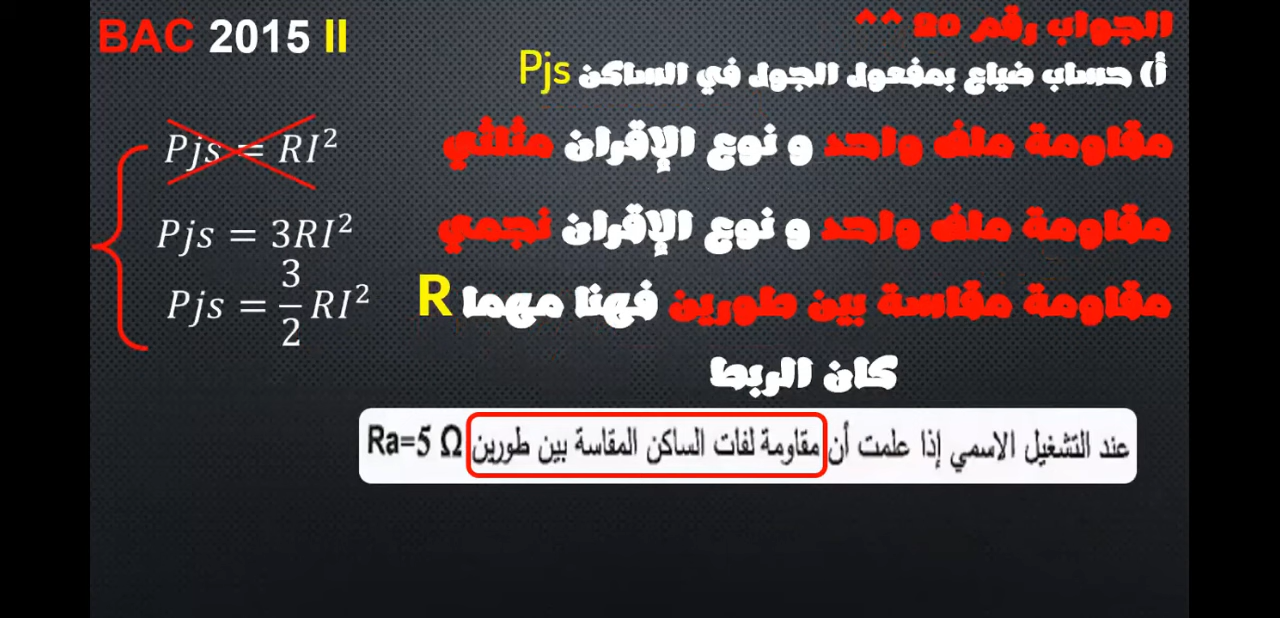 BAC 2015 II
الجواب رقم 20 ^^
أ) حساب ضياع بمفعول الجول في الساكن Pjs
مقاومة ملف واحد و نوع الإقران مثلثي
Pjs = RI²
مقاومة ملف واحد و نوع الإقران نجمي
Pjs = 3RI²
مقاومة مقاسة بين طورين فهنا مهما R
كان الربط
Pjs = 3/2 RI²
عند التشغيل الاسمي إذا علمت أن مقاومة لفات الساكن المقاسة بين طورين Ra=5 Ω